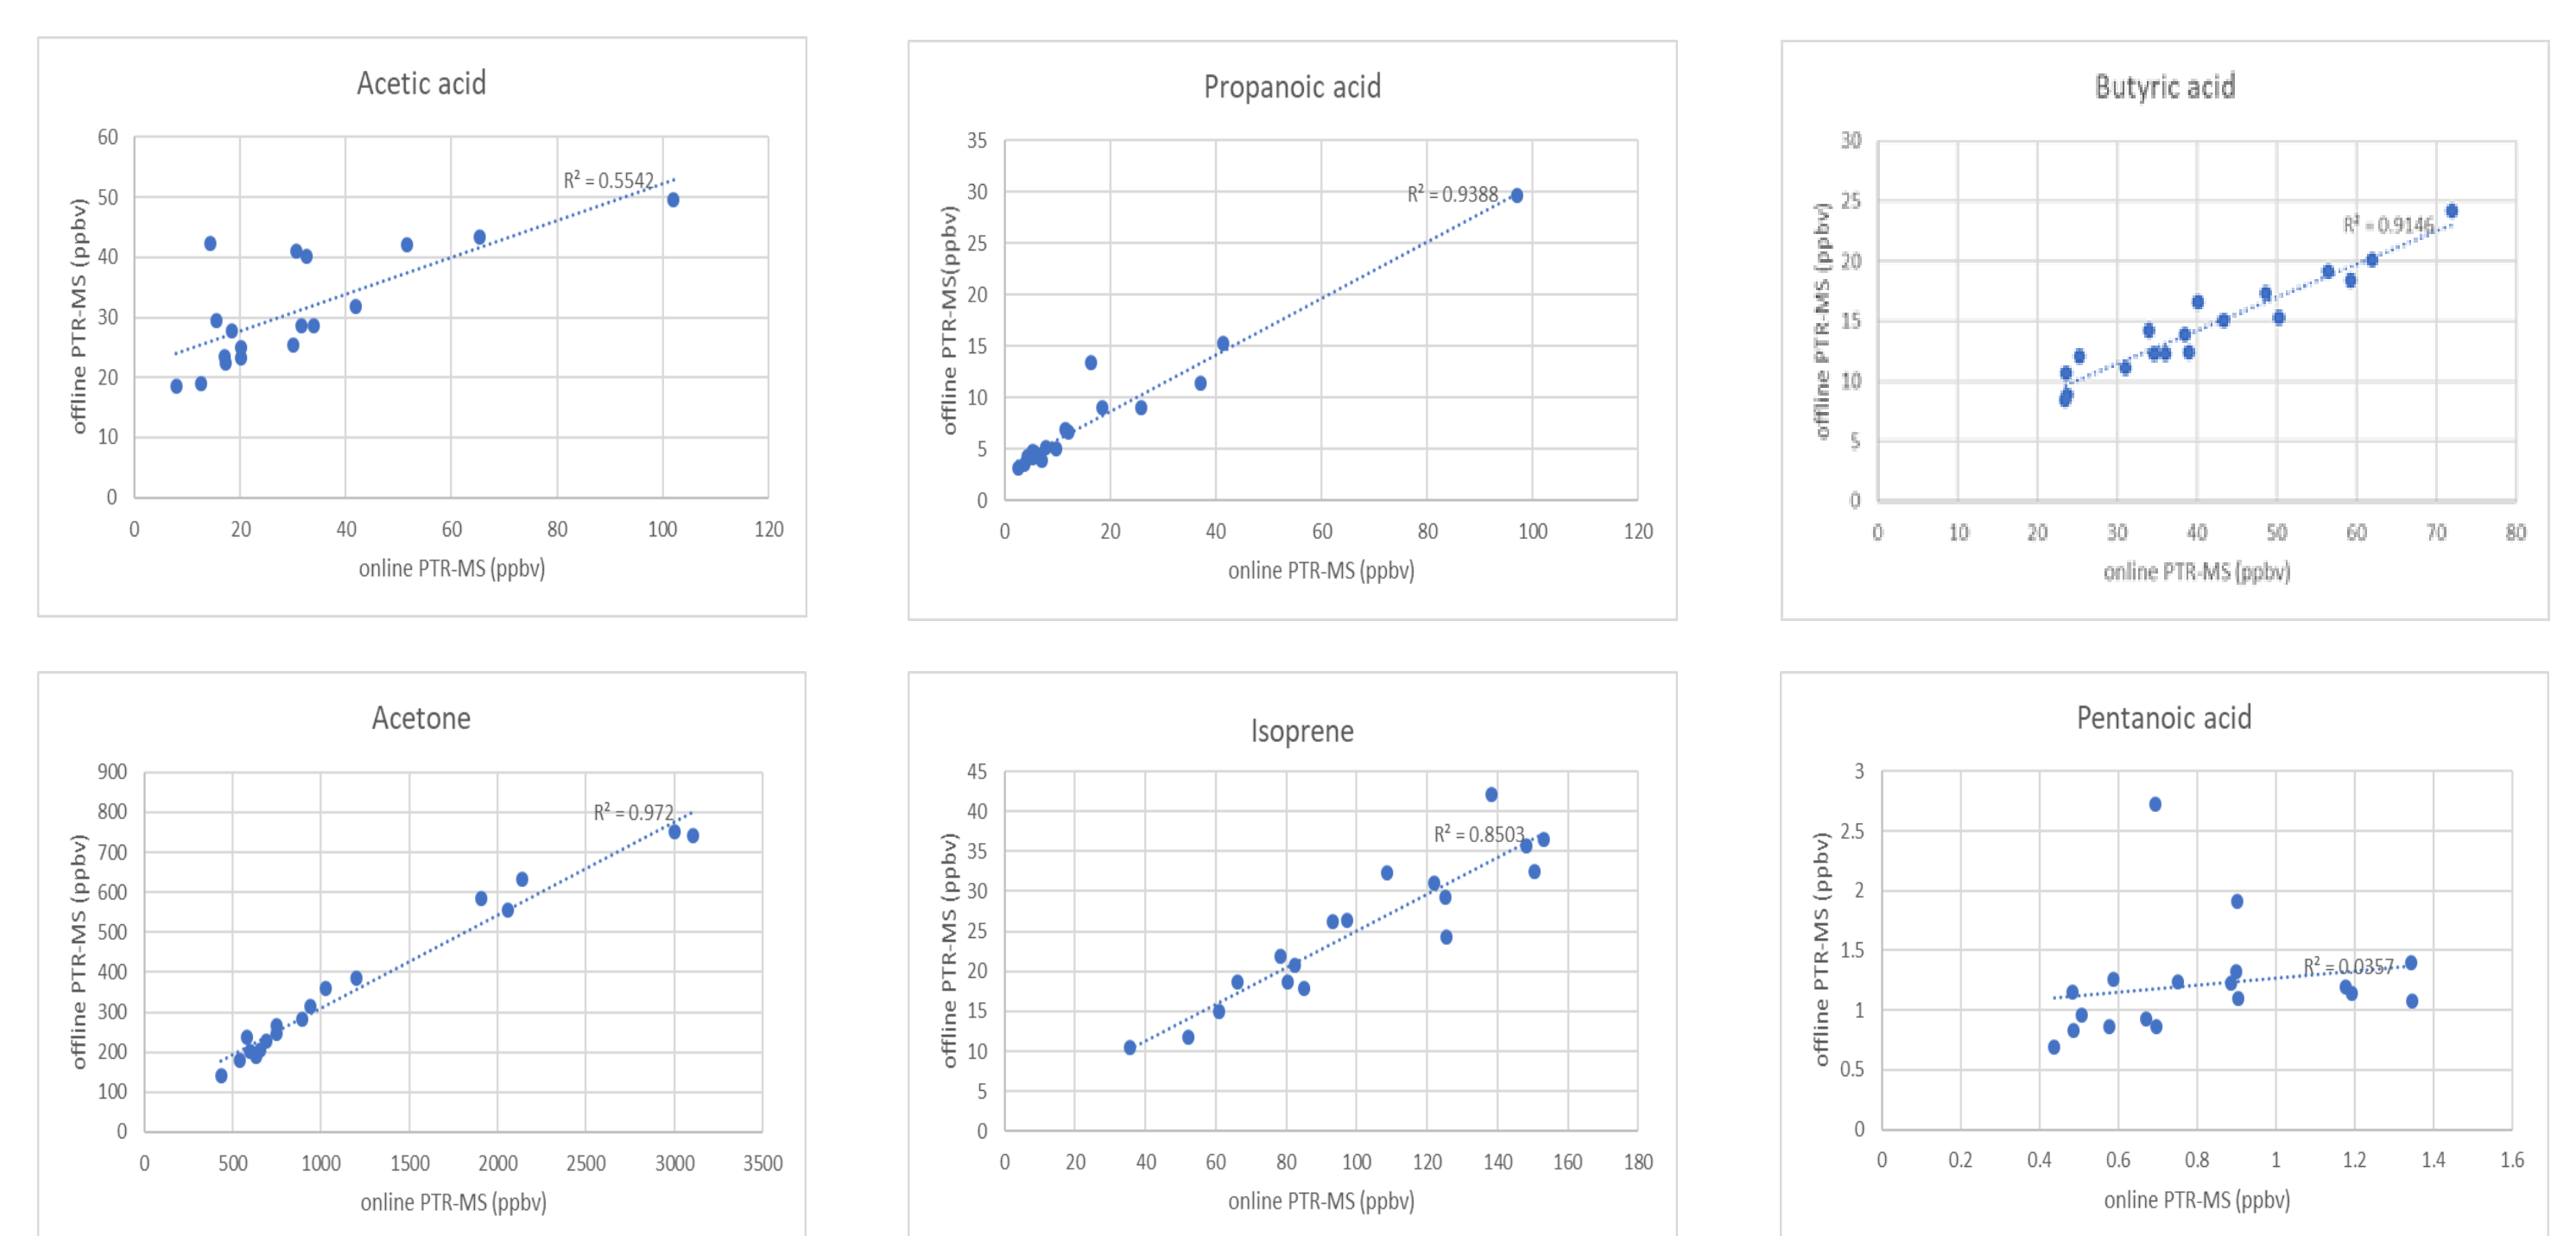 Acetic acid
60
50
40
30
20
10
0
R² = 0.5542
0 20 40 60 80 100 120
offline PTR-MS (ppbv)
online PTR-MS (ppbv)
Propanoic acid
35
30
25
20
15
10
5
0
R² = 0.9388
0 20 40 60 80 100 120
offline PTR-MS(ppbv)
online PTR-MS (ppbv)
Butyric acid
30
25
20
15
10
5
0
R² = 0.9146
0 10 20 30 40 50 60 70 80
offline PTR-MS (ppbv)
online PTR-MS (ppbv)
Acetone
900
800
700
600
500
400
300
200
100
0
R² = 0.972
0 500 1000 1500 2000 2500 3000 3500
offline PTR-MS (ppbv)
online PTR-MS (ppbv)
Isoprene
45
40
35
30
25
20
15
10
5
0
R² = 0.8503
0 20 40 60 80 100 120 140 160 180
offline PTR-MS (ppbv)
online PTR-MS (ppbv)
Pentanoic acid
3
2.5
2
1.5
1
0.5
0
R² = 0.0357
0 0.2 0.4 0.6 0.8 1 1.2 1.4 1.6
offline PTR-MS (ppbv)
online PTR-MS (ppbv)